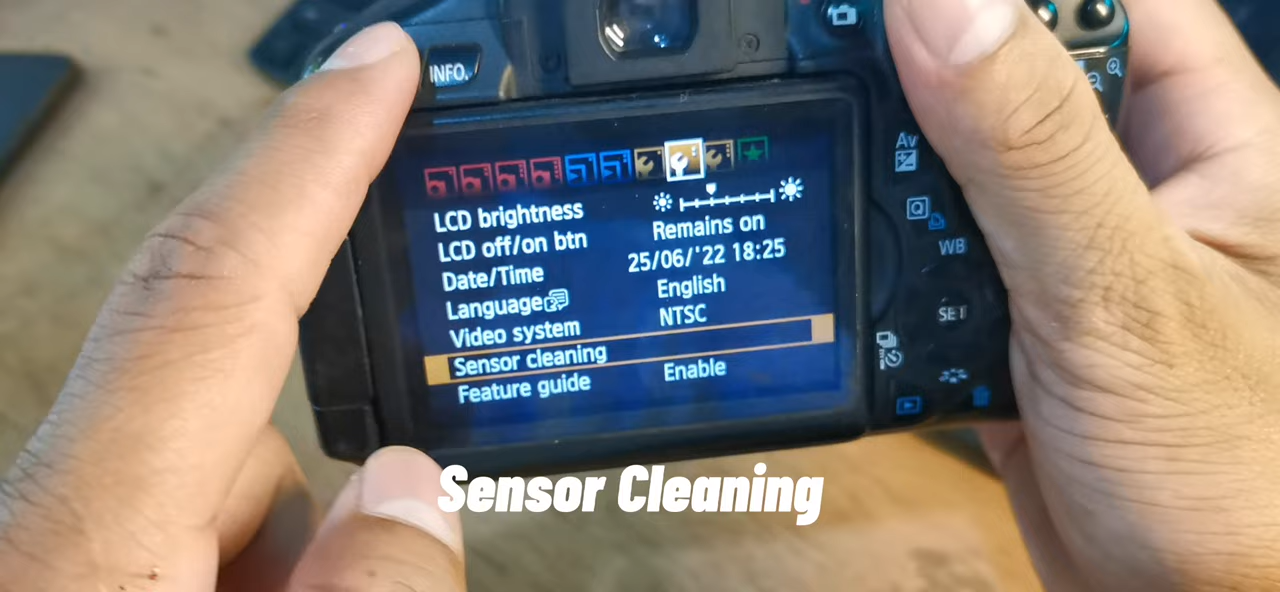 INFO.
Av
LCD brightness
LCD off/on btn Remains on
Date/Time 25/06/'22 18:25
Language English
Video system NTSC
Sensor cleaning
Feature guide Enable
Q
WB
SET
Sensor Cleaning